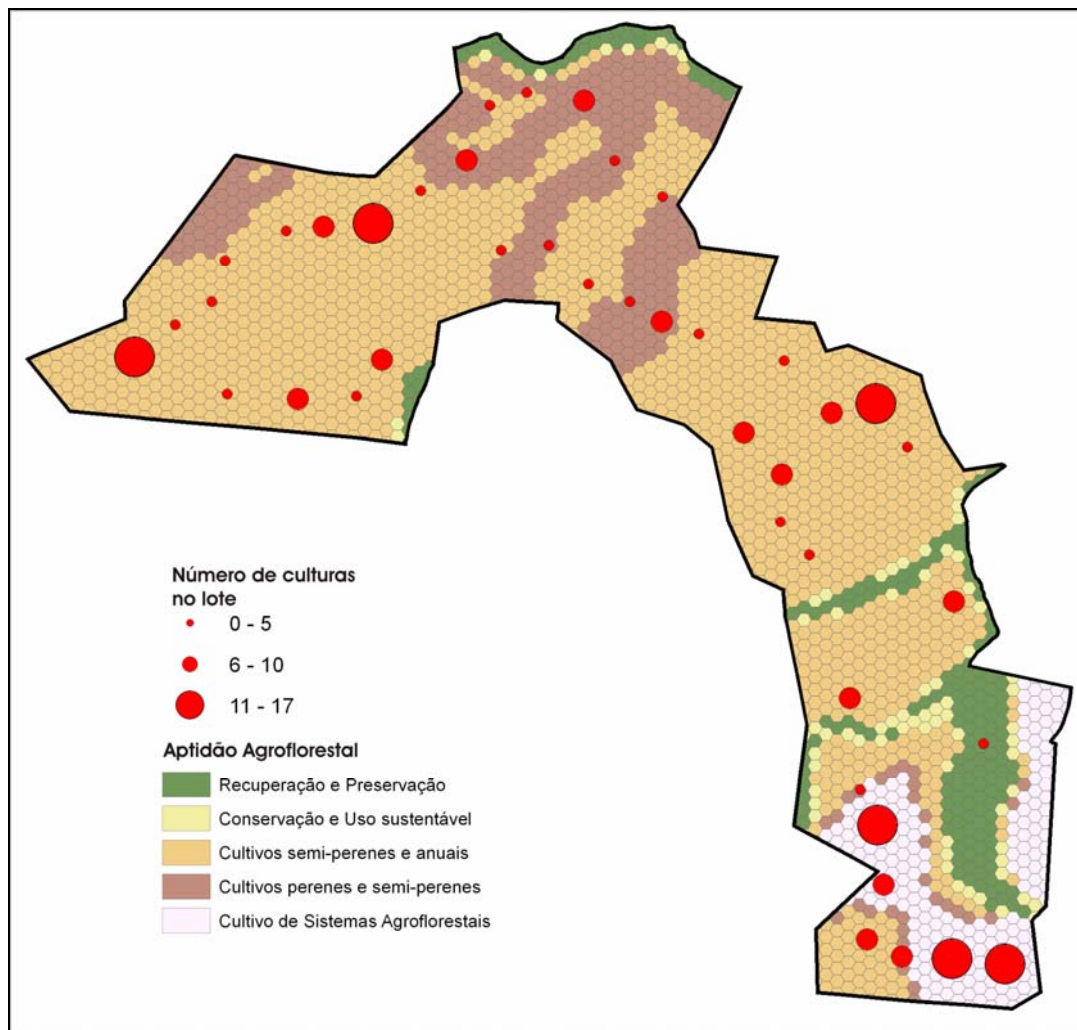 Número de culturas
no lote
0 - 5
6 - 10
11 - 17
Aptidão Agroflorestal
Recuperação e Preservação
Conservação e Uso sustentável
Cultivos semi-perenes e anuais
Cultivos perenes e semi-perenes
Cultivo de Sistemas Agroflorestais